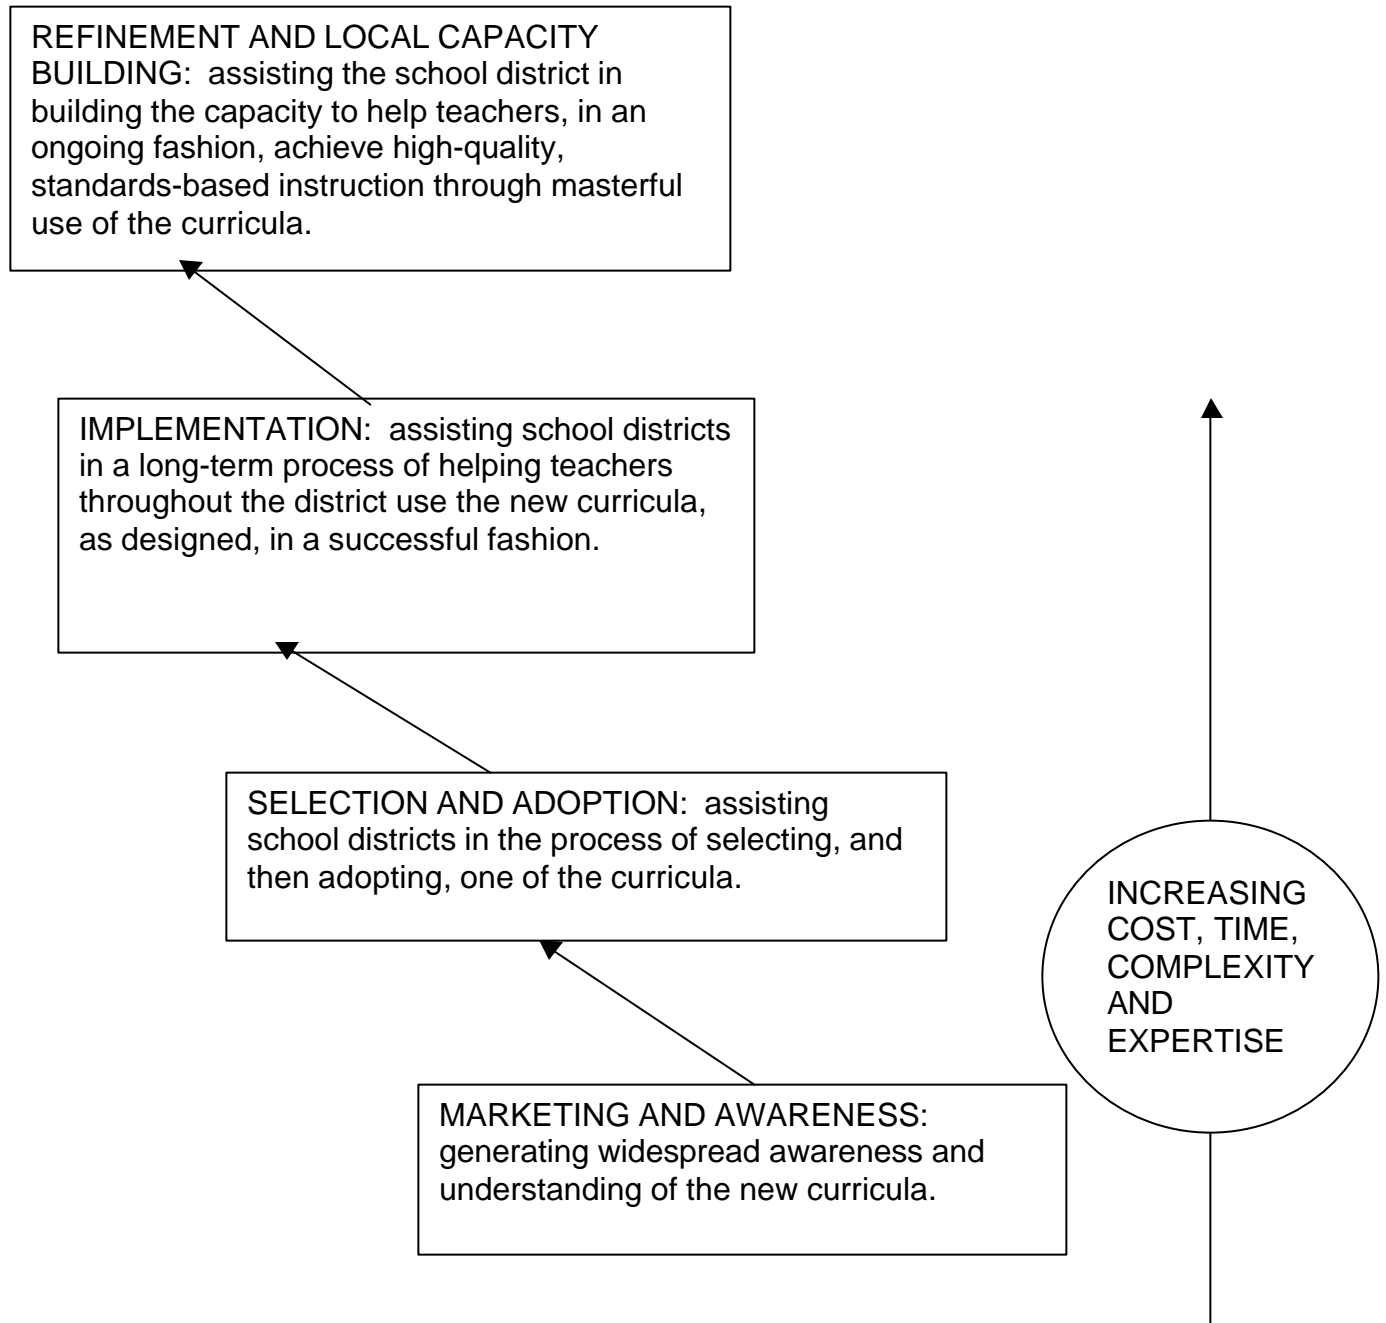 REFINEMENT AND LOCAL CAPACITY
BUILDING:  assisting the school district in
building the capacity to help teachers, in an
ongoing fashion, achieve high-quality,
standards-based instruction through masterful
use of the curricula.
IMPLEMENTATION:  assisting school districts
in a long-term process of helping teachers
throughout the district use the new curricula,
as designed, in a successful fashion.
SELECTION AND ADOPTION:  assisting
school districts in the process of selecting, and
then adopting, one of the curricula.
INCREASING
COST, TIME,
COMPLEXITY
AND
EXPERTISE
MARKETING AND AWARENESS:
generating widespread awareness and
understanding of the new curricula.